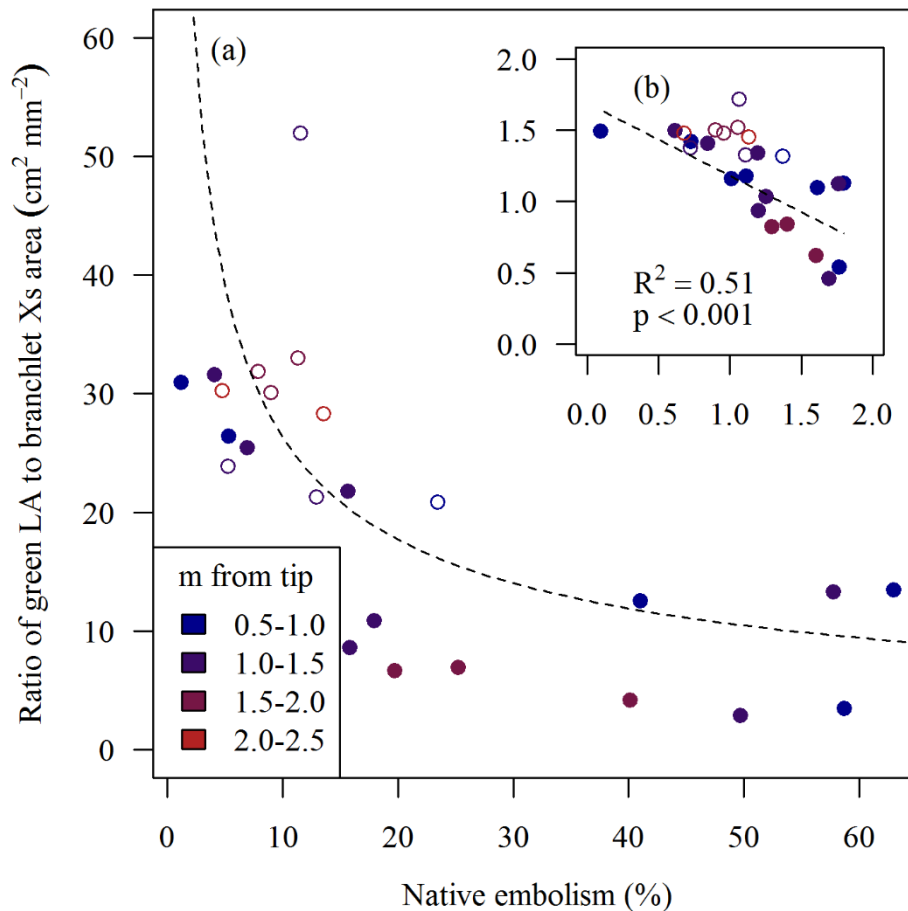 Ratio of green LA to branchlet Xs area (cm² mm⁻²)
60
50
40
30
20
10
0
(a)
(b)
2.0
1.5
1.0
0.5
0.0
R² = 0.51
p < 0.001
0.0 0.5 1.0 1.5 2.0
m from tip
0.5-1.0
1.0-1.5
1.5-2.0
2.0-2.5
0 10 20 30 40 50 60
Native embolism (%)